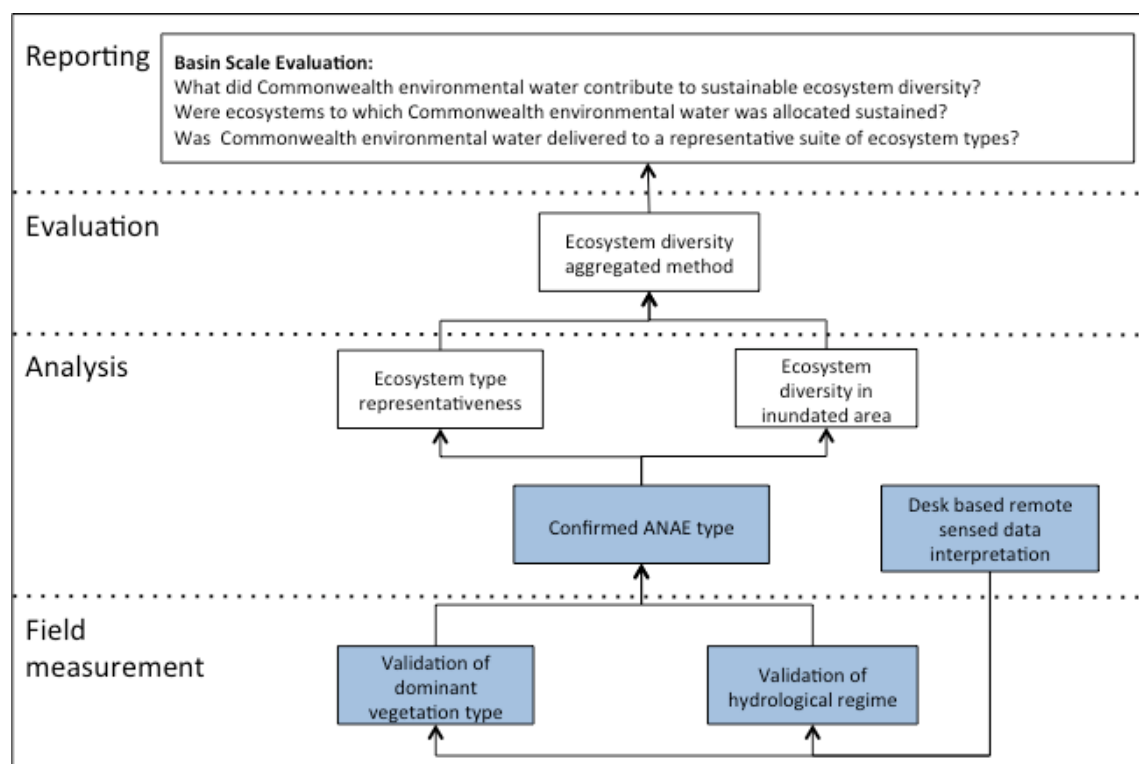 Reporting
Basin Scale Evaluation:
What did Commonwealth environmental water contribute to sustainable ecosystem diversity?
Were ecosystems to which Commonwealth environmental water was allocated sustained?
Was Commonwealth environmental water delivered to a representative suite of ecosystem types?
Evaluation
Ecosystem diversity
aggregated method
Analysis
Ecosystem type
representativeness
Ecosystem
diversity in
inundated area
Confirmed ANAE type
Desk based remote
sensed data
interpretation
Field
measurement
Validation of
dominant
vegetation type
Validation of
hydrological regime